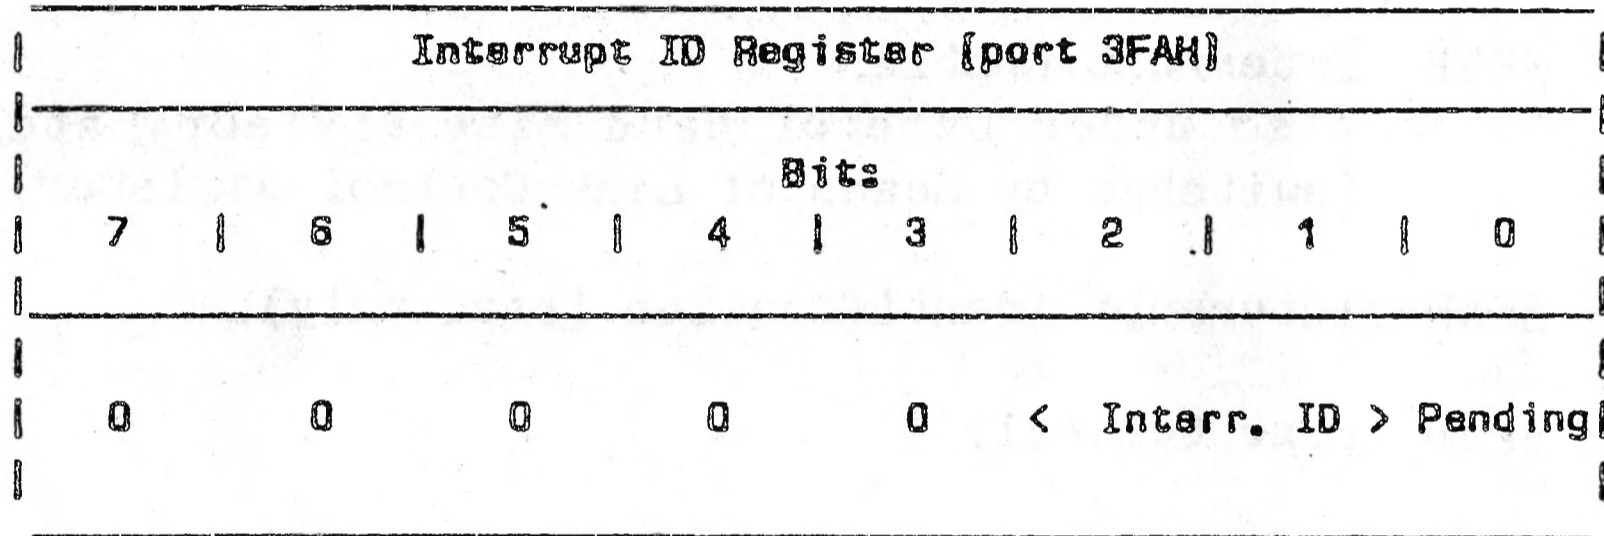 Interrupt ID Register (port 3FAH)
Bits
7 | 6 | 5 | 4 | 3 | 2 | 1 | 0
0 0 0 0 0 < Interr. ID > Pending